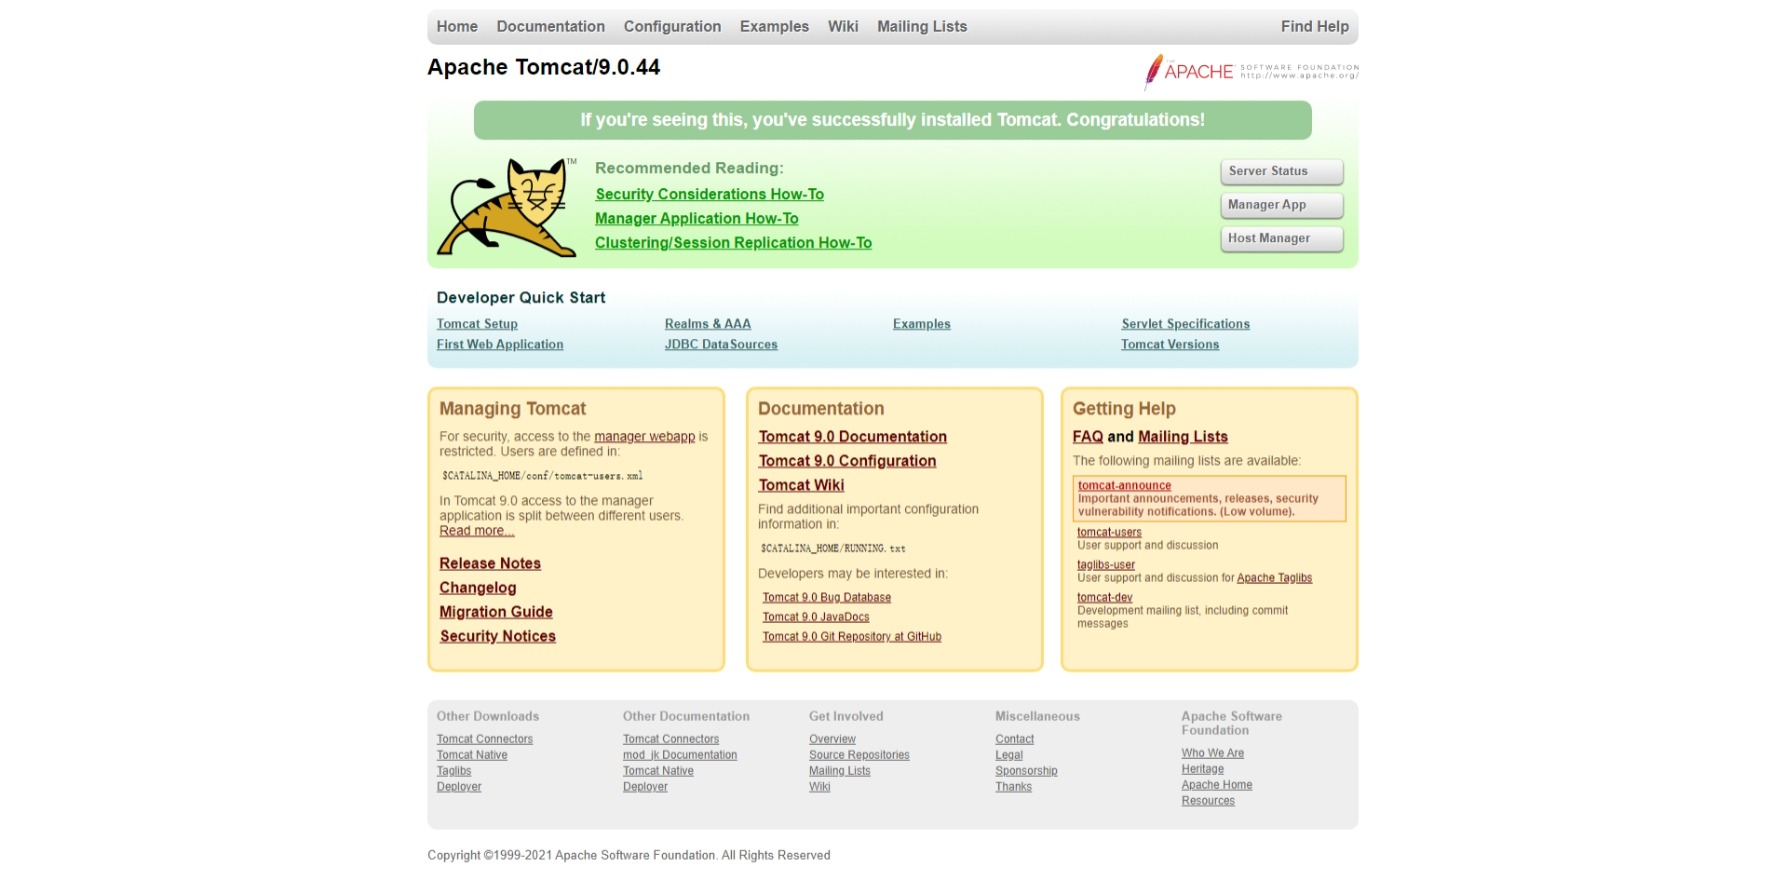 Home Documentation Configuration Examples Wiki Mailing Lists Find Help
Apache Tomcat/9.0.44
THE APACHE SOFTWARE FOUNDATION
http://www.apache.org/
If you're seeing this, you've successfully installed Tomcat. Congratulations!
TM
Recommended Reading:
Security Considerations How-To
Manager Application How-To
Clustering/Session Replication How-To
Server Status
Manager App
Host Manager
Developer Quick Start
Tomcat Setup
First Web Application
Realms & AAA
JDBC DataSources
Examples
Servlet Specifications
Tomcat Versions
Managing Tomcat
For security, access to the manager webapp is
restricted. Users are defined in:
$CATALINA_HOME/conf/tomcat-users.xml
In Tomcat 9.0 access to the manager
application is split between different users.
Read more...
Release Notes
Changelog
Migration Guide
Security Notices
Documentation
Tomcat 9.0 Documentation
Tomcat 9.0 Configuration
Tomcat Wiki
Find additional important configuration
information in:
$CATALINA_HOME/RUNNING.txt
Developers may be interested in:
Tomcat 9.0 Bug Database
Tomcat 9.0 JavaDocs
Tomcat 9.0 Git Repository at GitHub
Getting Help
FAQ and Mailing Lists
The following mailing lists are available:
tomcat-announce
Important announcements, releases, security
vulnerability notifications. (Low volume).
tomcat-users
User support and discussion
taglibs-user
User support and discussion for Apache Taglibs
tomcat-dev
Development mailing list, including commit
messages
Other Downloads
Tomcat Connectors
Tomcat Native
Taglibs
Deployer
Other Documentation
Tomcat Connectors
mod_jk Documentation
Tomcat Native
Deployer
Get Involved
Overview
Source Repositories
Mailing Lists
Wiki
Miscellaneous
Contact
Legal
Sponsorship
Thanks
Apache Software
Foundation
Who We Are
Heritage
Apache Home
Resources
Copyright ©1999-2021 Apache Software Foundation. All Rights Reserved